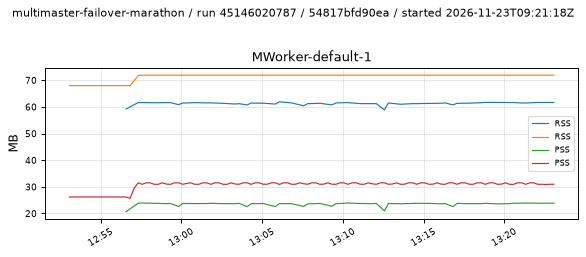 multimaster-failover-marathon / run 45146020787 / 54817bfd90ea / started 2026-11-23T09:21:18Z
MWorker-default-1
MB
70
60
50
40
30
20
RSS
RSS
PSS
PSS
12:55
13:00
13:05
13:10
13:15
13:20